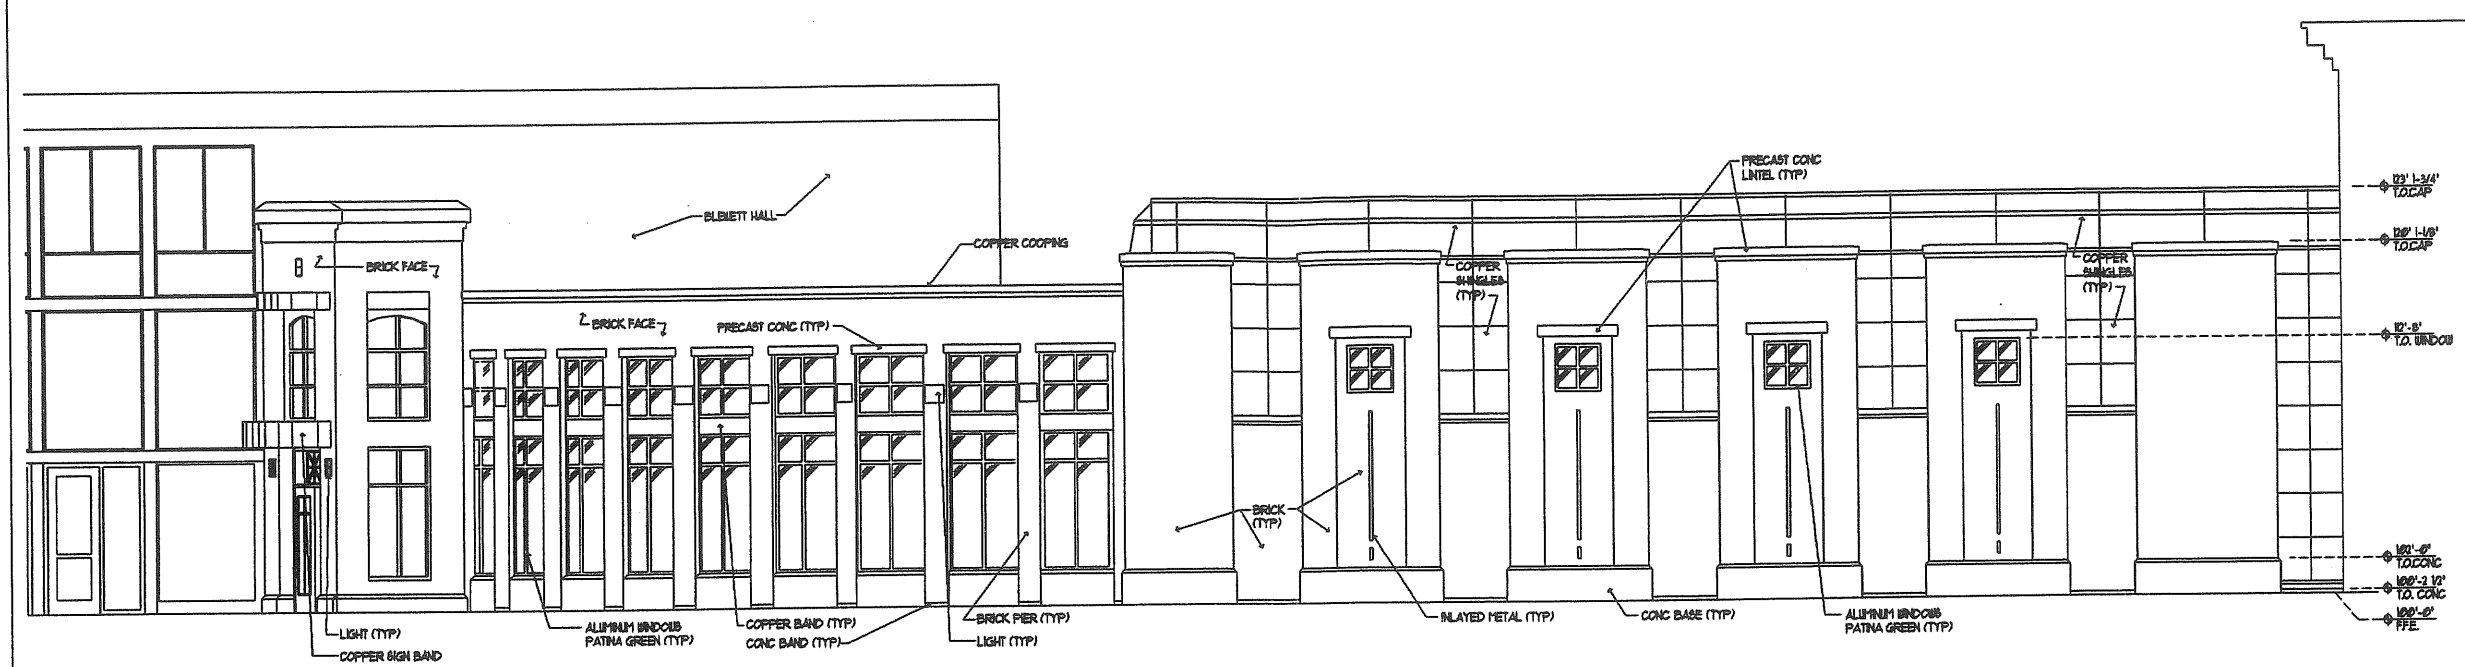 PRECAST CONC
LINTEL (TYP)
123' 1-3/4"
T.O.CAP
BLEWETT HALL
120' 1-1/8"
T.O.CAP
COPPER COOPING
BRICK FACE
COPPER
SHINGLES
(TYP)
COPPER
SHINGLES
(TYP)
BRICK FACE
PRECAST CONC (TYP)
112'-8"
T.O. WINDOW
BRICK
(TYP)
102'-0"
T.O.CONC
100'-2 1/2"
T.O. CONC
100'-0"
F.F.E.
LIGHT (TYP)
COPPER SIGN BAND
ALUMINUM WINDOWS
PATINA GREEN (TYP)
COPPER BAND (TYP)
CONC BAND (TYP)
BRICK PIER (TYP)
LIGHT (TYP)
INLAYED METAL (TYP)
CONC BASE (TYP)
ALUMINUM WINDOWS
PATINA GREEN (TYP)